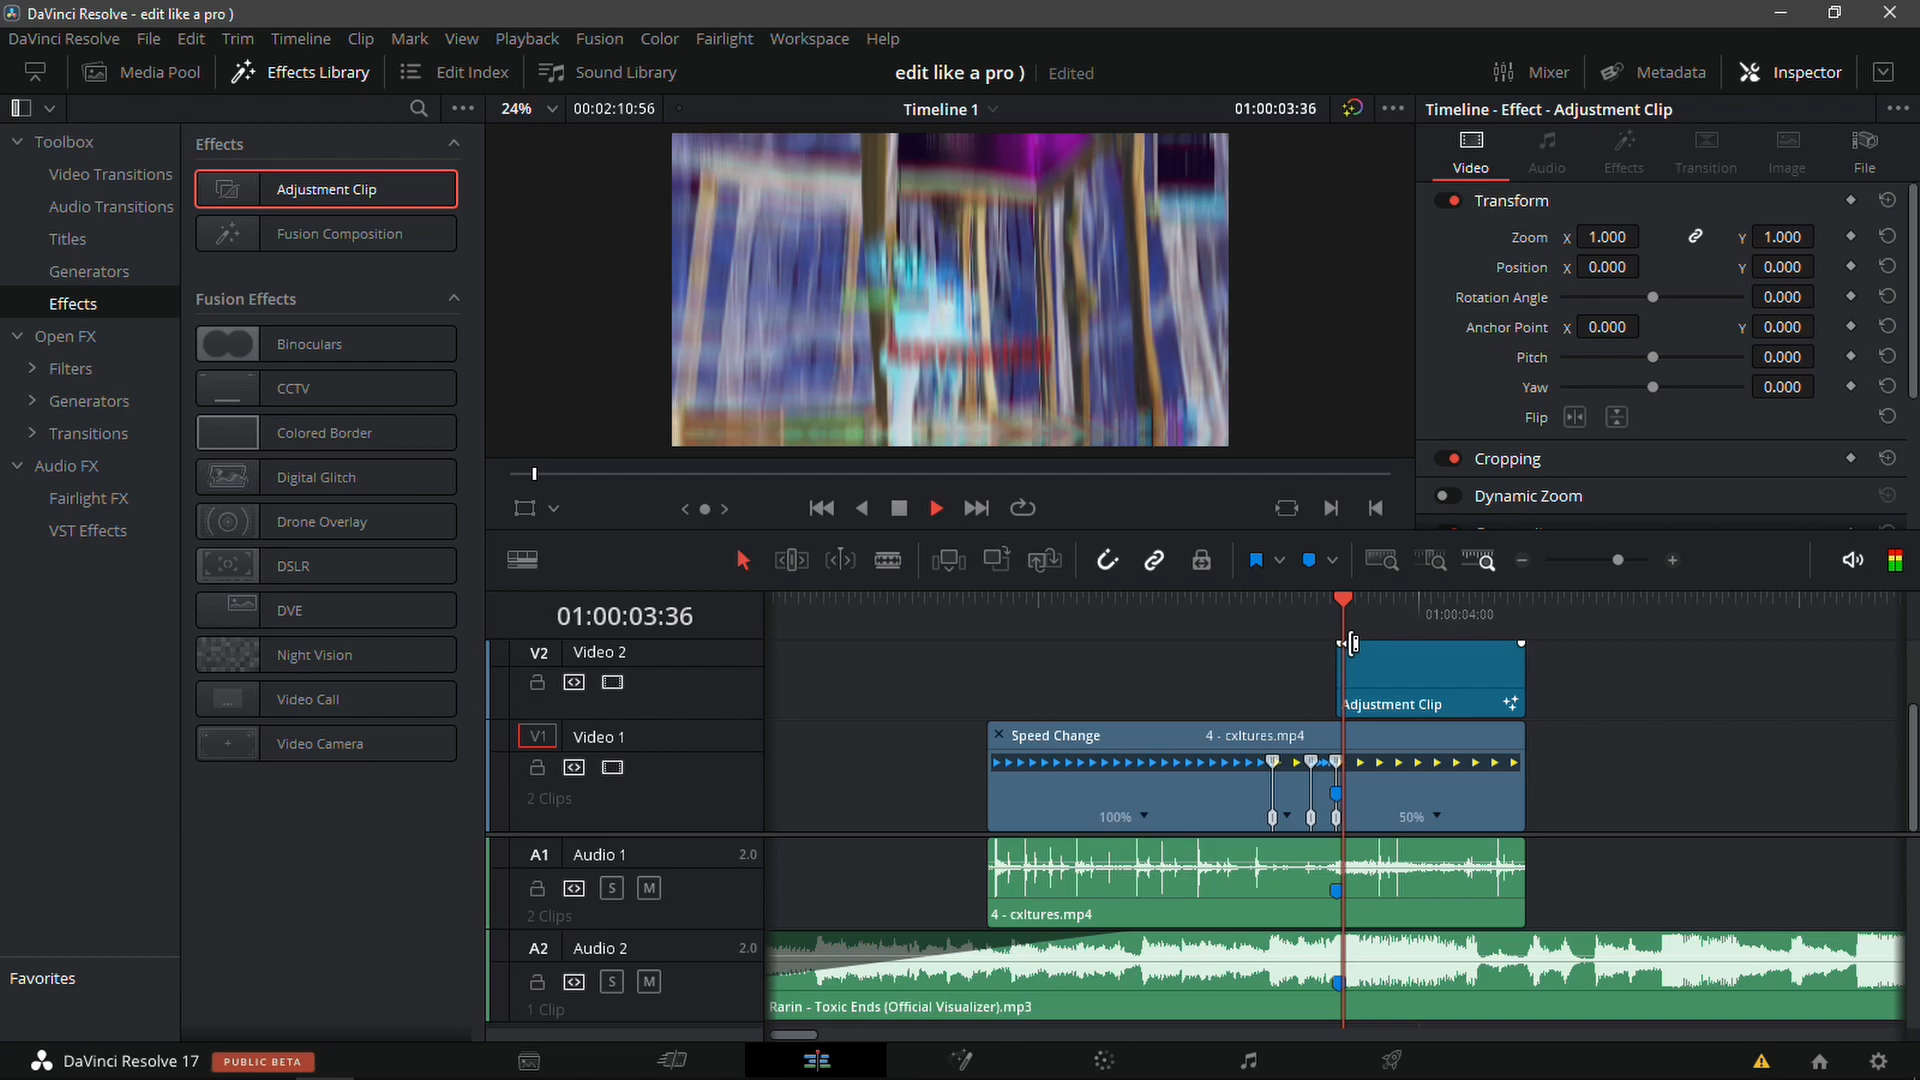 DaVinci Resolve - edit like a pro )
DaVinci Resolve File Edit Trim Timeline Clip Mark View Playback Fusion Color Fairlight Workspace Help
Media Pool Effects Library Edit Index Sound Library edit like a pro ) Edited Mixer Metadata Inspector
24% 00:02:10:56 Timeline 1 01:00:03:36 Timeline - Effect - Adjustment Clip
Toolbox
Video Transitions
Audio Transitions
Titles
Generators
Effects
Open FX
Filters
Generators
Transitions
Audio FX
Fairlight FX
VST Effects
Favorites
Effects
Adjustment Clip
Fusion Composition
Fusion Effects
Binoculars
CCTV
Colored Border
Digital Glitch
Drone Overlay
DSLR
DVE
Night Vision
Video Call
Video Camera
Video Audio Effects Transition Image File
Transform
Zoom X 1.000 Y 1.000
Position X 0.000 Y 0.000
Rotation Angle 0.000
Anchor Point X 0.000 Y 0.000
Pitch 0.000
Yaw 0.000
Flip
Cropping
Dynamic Zoom
01:00:03:36
01:00:04:00
V2 Video 2
Adjustment Clip
V1 Video 1
2 Clips
Speed Change 4 - cxltures.mp4
100% 50%
A1 Audio 1 2.0
S M
2 Clips
4 - cxltures.mp4
A2 Audio 2 2.0
S M
1 Clip
Rarin - Toxic Ends (Official Visualizer).mp3
DaVinci Resolve 17 PUBLIC BETA